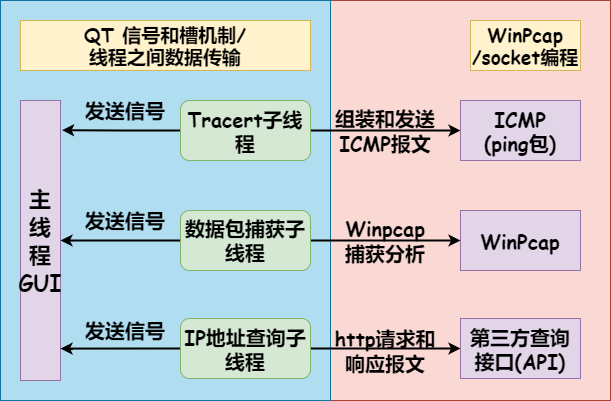 QT 信号和槽机制/
线程之间数据传输
WinPcap
/socket编程
主
线
程
GUI
发送信号
Tracert子线
程
组装和发送
ICMP报文
ICMP
(ping包)
发送信号
数据包捕获子
线程
Winpcap
捕获分析
WinPcap
发送信号
IP地址查询子
线程
http请求和
响应报文
第三方查询
接口(API)